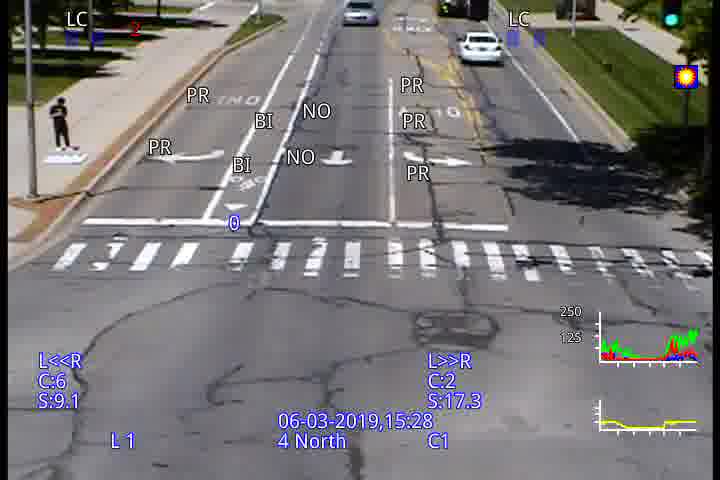 LC
2
LC
PR
PR
NO
BI
PR
PR
NO
BI
PR
0
250
125
L<<R
C:6
S:9.1
L>>R
C:2
S:17.3
06-03-2019,15:28
L 1
4 North
C1